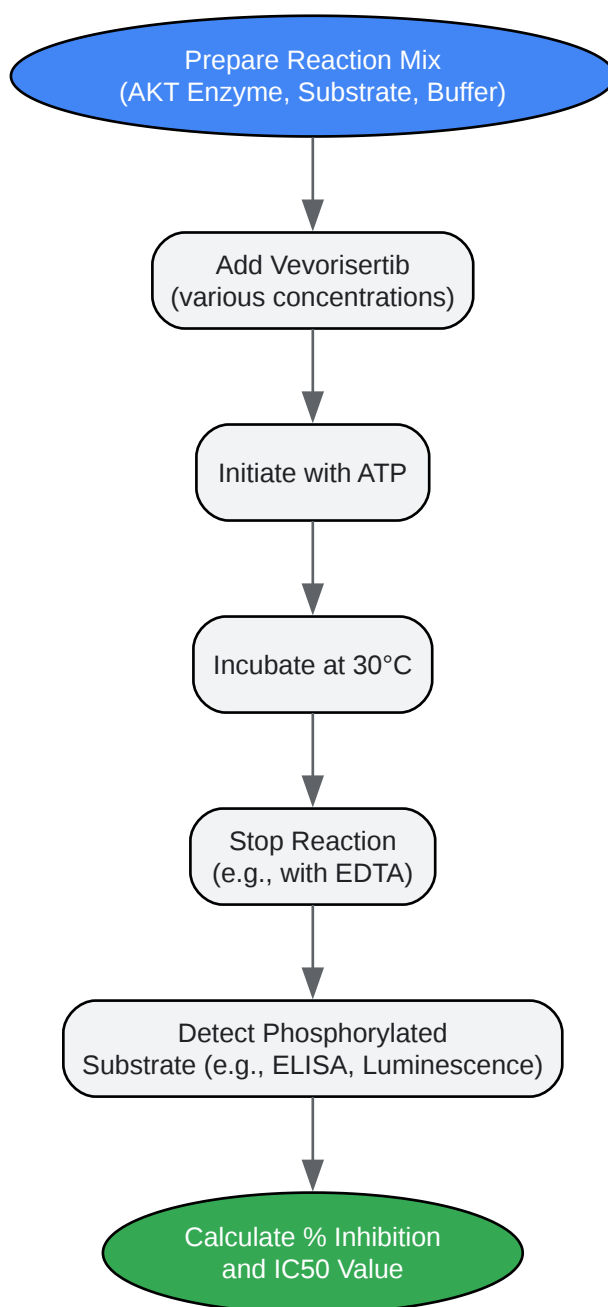 Prepare Reaction Mix
(AKT Enzyme, Substrate, Buffer)
Add Vevorisertib
(various concentrations)
Initiate with ATP
Incubate at 30°C
Stop Reaction
(e.g., with EDTA)
Detect Phosphorylated
Substrate (e.g., ELISA, Luminescence)
Calculate % Inhibition
and IC50 Value